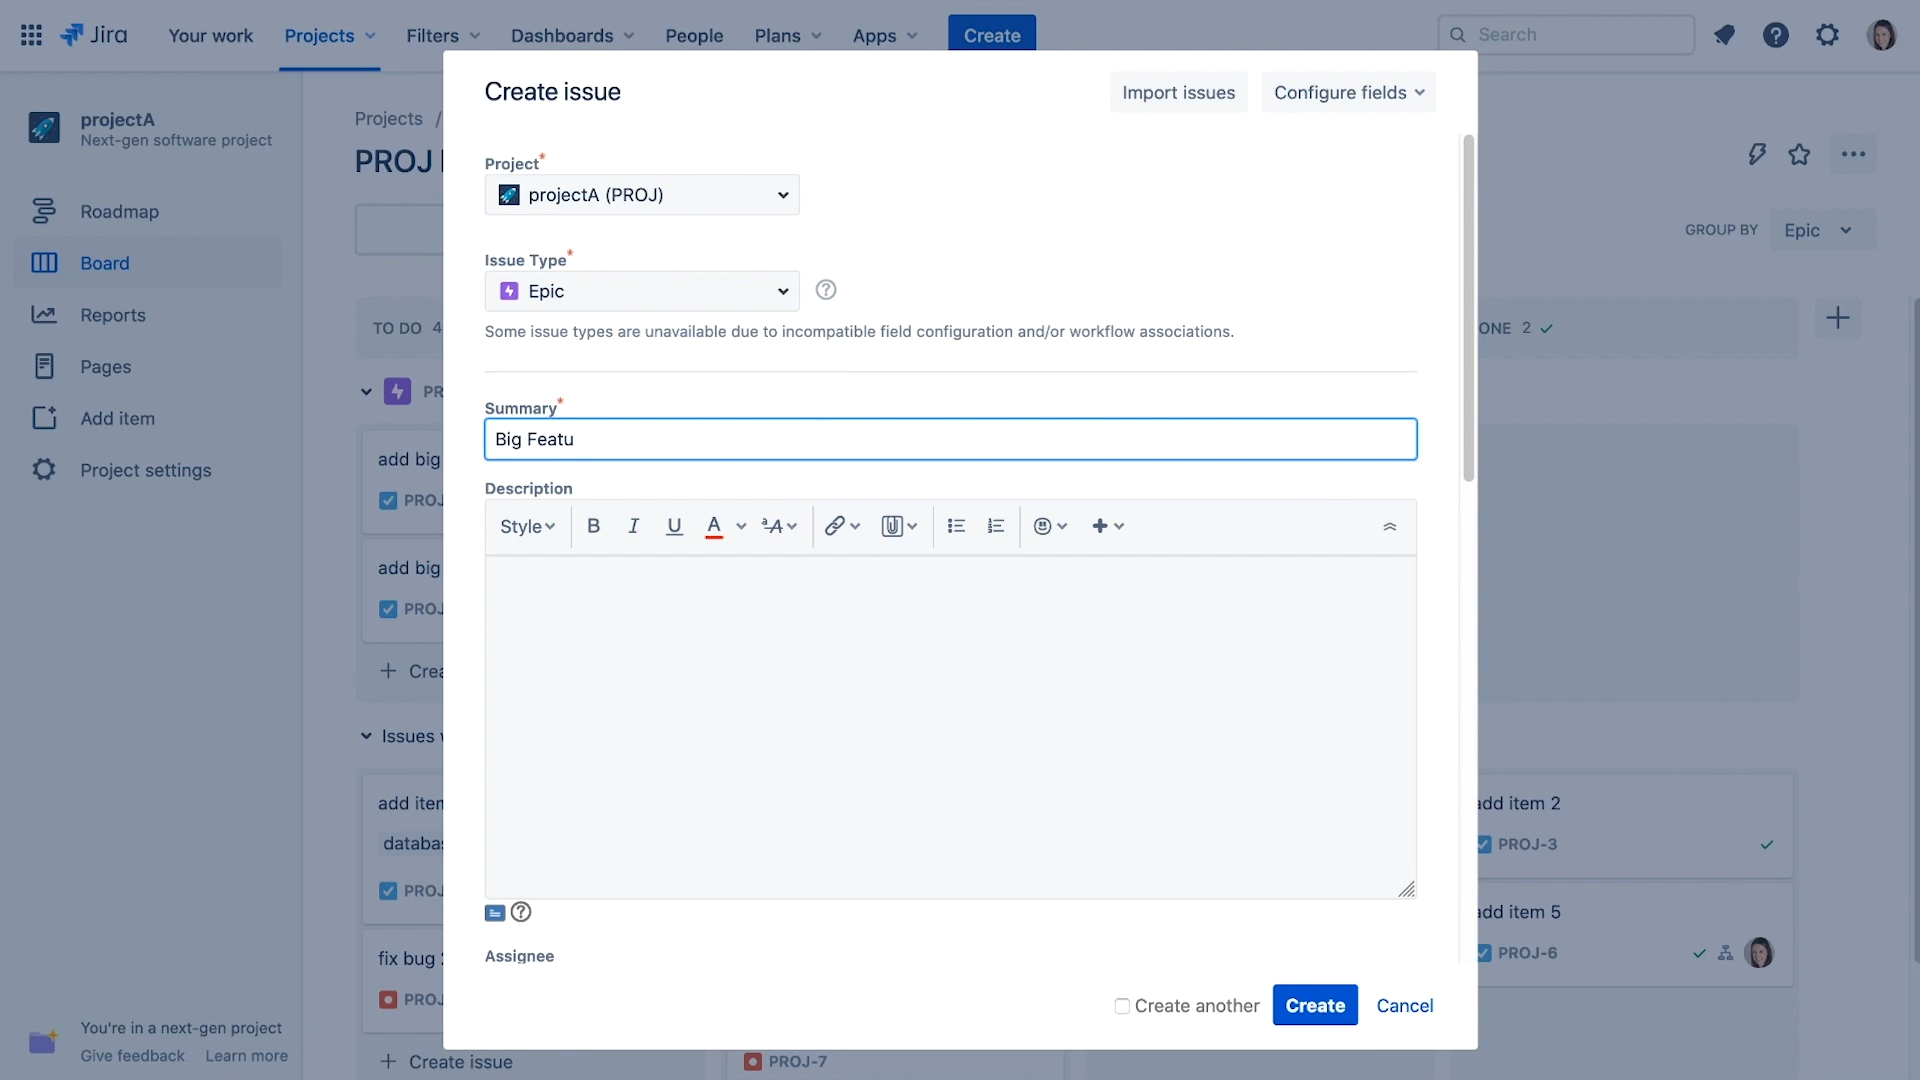 Jira
Your work
Projects
Filters
Dashboards
People
Plans
Apps
Create
Search
projectA
Next-gen software project
Roadmap
Board
Reports
Pages
Add item
Project settings
You're in a next-gen project
Give feedback Learn more
Projects /
PROJ
GROUP BY Epic
TO DO 4
ONE 2
PR
add big
PROJ
add big
PROJ
Crea
Issues w
add item
databas
PROJ
fix bug 2
PROJ
Create issue
PROJ-7
add item 2
PROJ-3
add item 5
PROJ-6
Create issue
Import issues
Configure fields
Project*
projectA (PROJ)
Issue Type*
Epic
Some issue types are unavailable due to incompatible field configuration and/or workflow associations.
Summary*
Big Featu
Description
Style B I U A ᵃA
Assignee
Create another
Create
Cancel